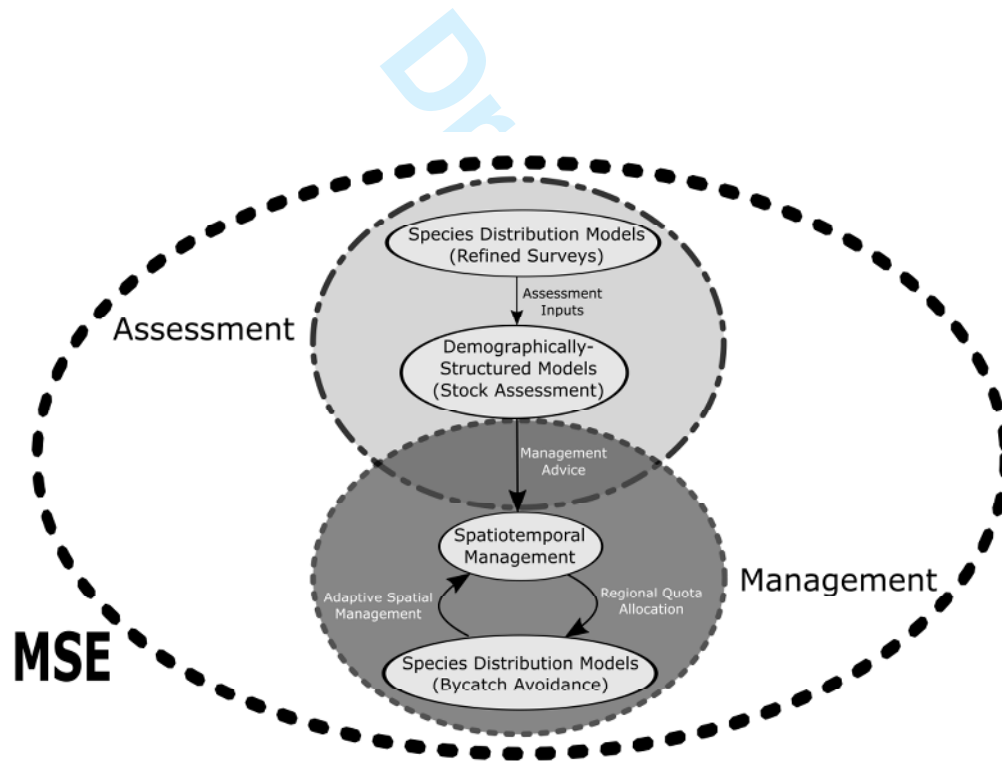 Dr
Species Distribution Models
(Refined Surveys)
Assessment
Inputs
Assessment
Demographically-
Structured Models
(Stock Assessment)
Management
Advice
Spatiotemporal
Management
Adaptive Spatial
Management
Regional Quota
Allocation
Management
Species Distribution Models
(Bycatch Avoidance)
MSE